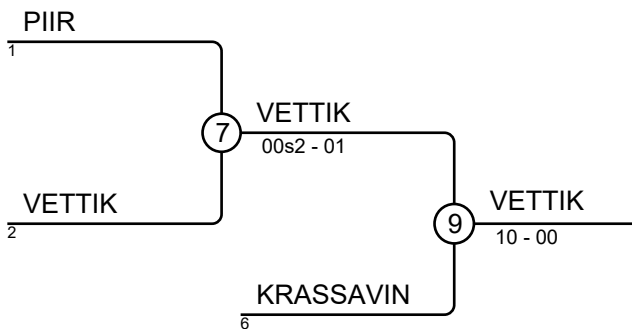 PIIR
1
7
VETTIK
00s2 - 01
VETTIK
2
9
VETTIK
10 - 00
KRASSAVIN
6